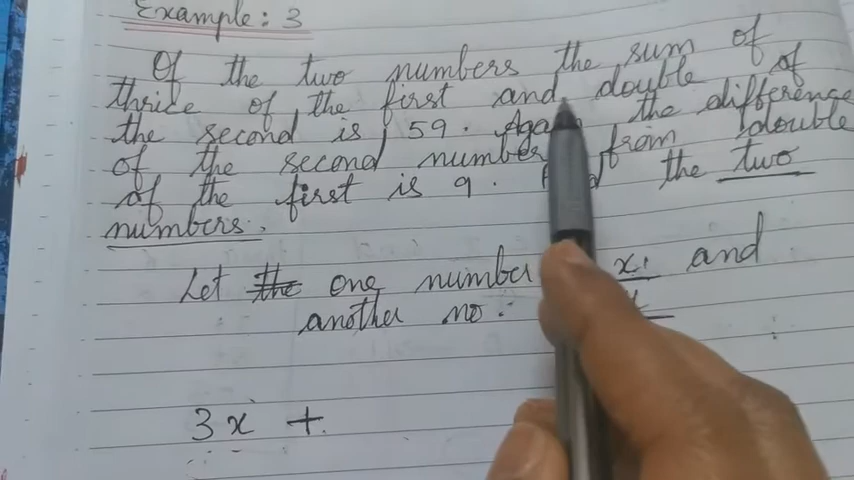 Example: 3
Of the two numbers the sum of
thrice of the first and double of
the second is 59. the difference
of the second number from double
of the first is 9. the two
numbers.
Let the one number x and
another no.
3x +